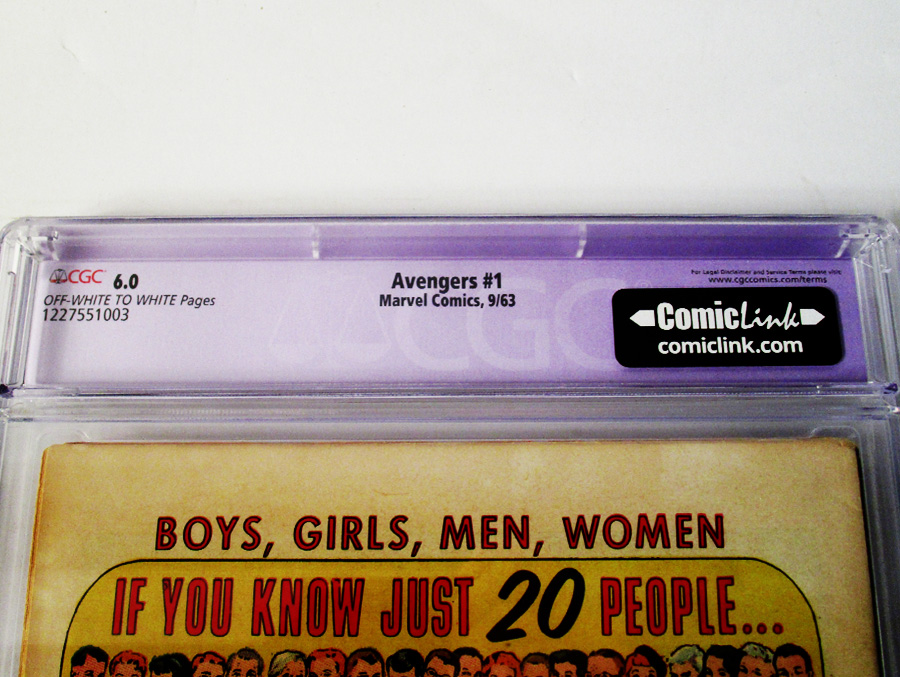 CGC 6.0
OFF-WHITE TO WHITE Pages
1227551003
Avengers #1
Marvel Comics, 9/63
For Legal Disclaimer and Service Terms please visit
www.cgccomics.com/terms
ComicLink
comiclink.com
CGC
BOYS, GIRLS, MEN, WOMEN
IF YOU KNOW JUST 20 PEOPLE...